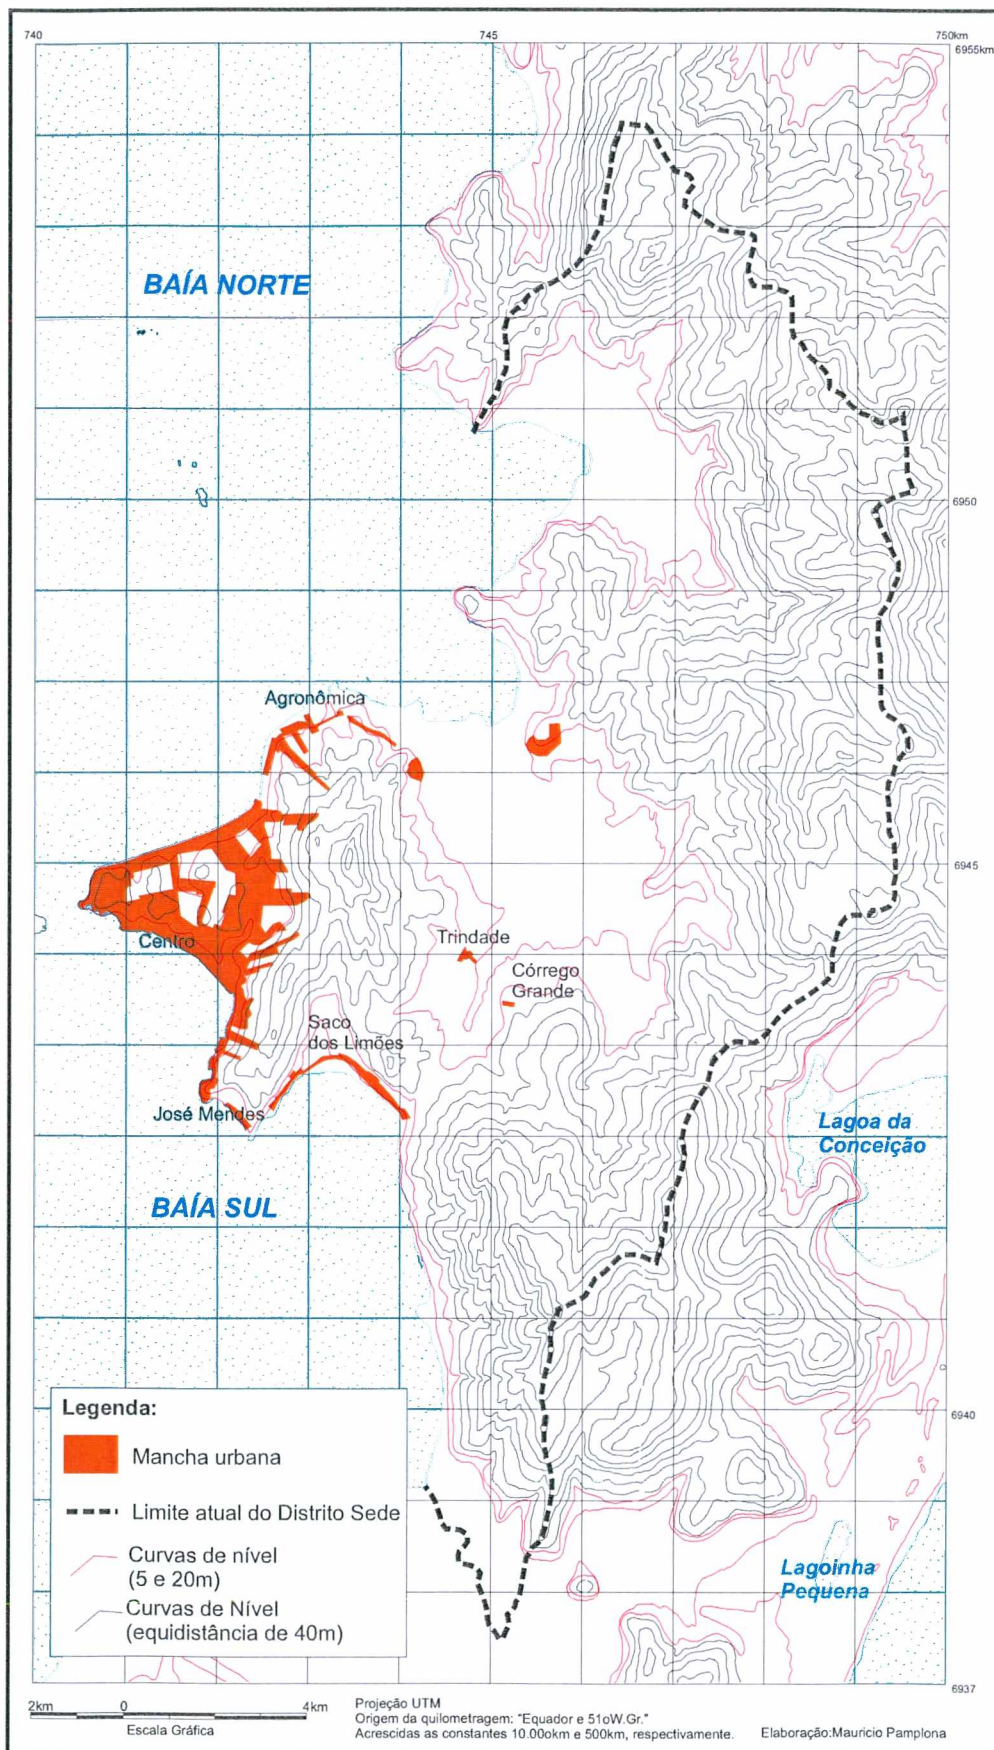 740
745
750km
6955km
BAÍA NORTE
6950
Agronômica
6945
Centro
Trindade
Córrego
Grande
Saco
dos Limões
José Mendes
Lagoa da
Conceição
BAÍA SUL
Legenda:
Mancha urbana
Limite atual do Distrito Sede
Curvas de nível
(5 e 20m)
Curvas de Nível
(equidistância de 40m)
6940
Lagoinha
Pequena
6937
2km
0
4km
Escala Gráfica
Projeção UTM
Origem da quilometragem: "Equador e 51oW.Gr."
Acrescidas as constantes 10.00okm e 500km, respectivamente.
Elaboração:Mauricio Pamplona